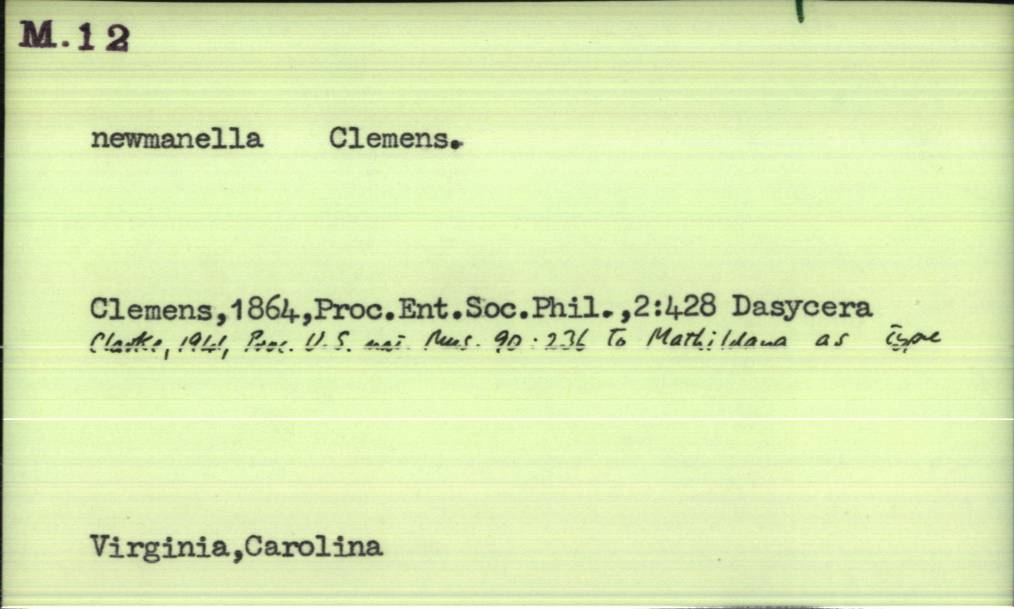 M.12
newmanella Clemens.
Clemens,1864,Proc.Ent.Soc.Phil.,2:428 Dasycera
Clarke, 1941, Proc. U.S. nat. Mus. 90:236 To Mathildana as Type
Virginia,Carolina